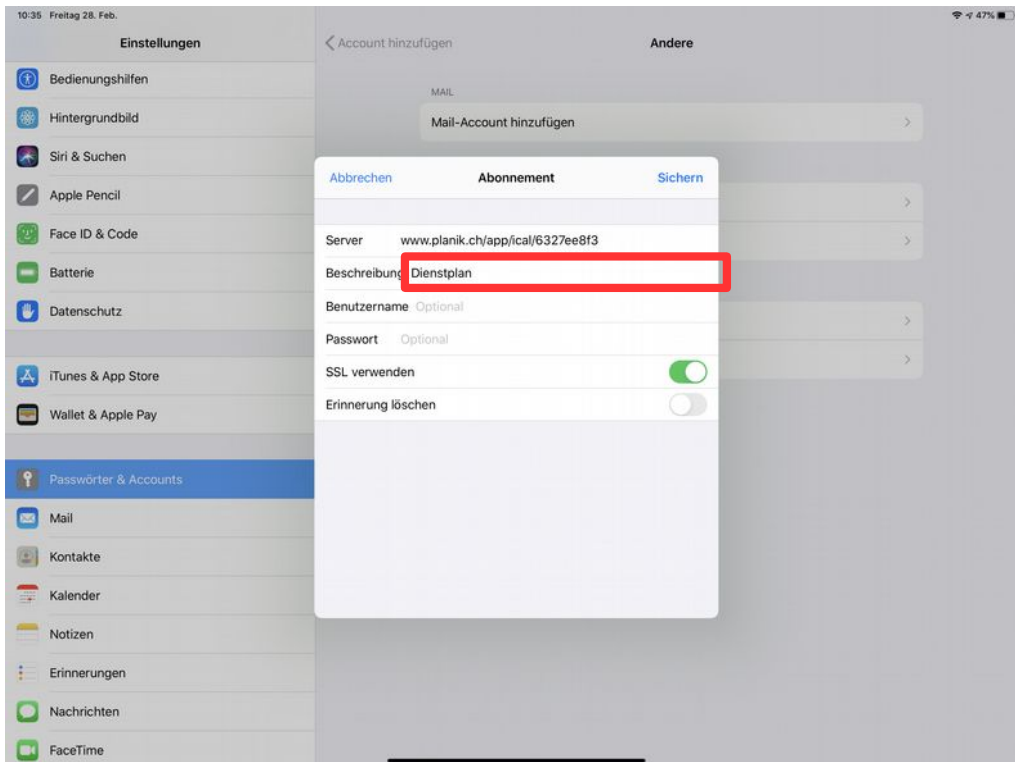 10:35 Freitag 28. Feb.
47%
Einstellungen
Bedienungshilfen
Hintergrundbild
Siri & Suchen
Apple Pencil
Face ID & Code
Batterie
Datenschutz
iTunes & App Store
Wallet & Apple Pay
Passwörter & Accounts
Mail
Kontakte
Kalender
Notizen
Erinnerungen
Nachrichten
FaceTime
Account hinzufügen
Andere
MAIL
Mail-Account hinzufügen
Abbrechen Abonnement Sichern
Server www.planik.ch/app/ical/6327ee8f3
Beschreibung Dienstplan
Benutzername Optional
Passwort Optional
SSL verwenden
Erinnerung löschen